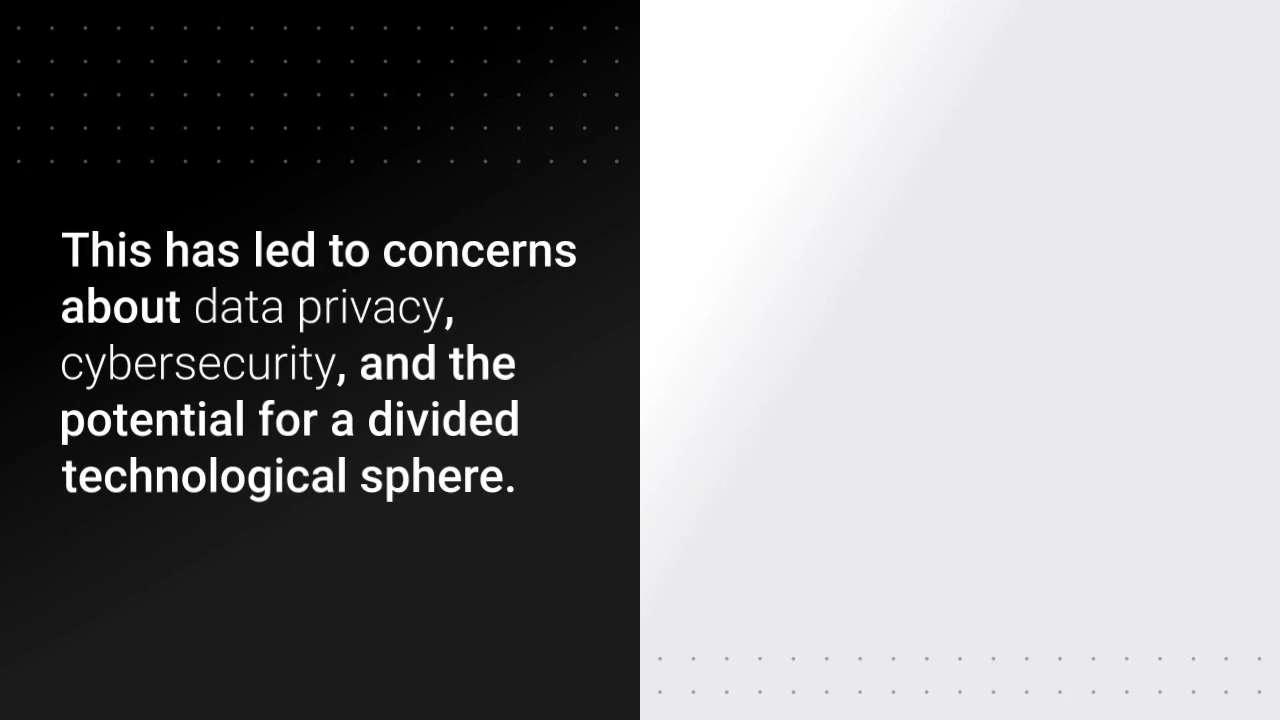 This has led to concerns
about data privacy,
cybersecurity, and the
potential for a divided
technological sphere.